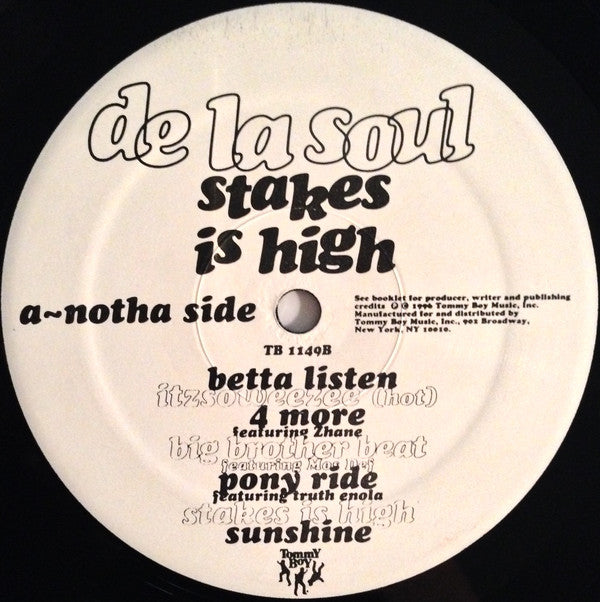 de la soul
stakes
is high
a~notha side
See booklet for producer, writer and publishing
credits ℗ © 1996 Tommy Boy Music, Inc.
Manufactured for and distributed by
Tommy Boy Music, Inc., 902 Broadway,
New York, NY 10010.
TB 1149B
betta listen
itzsoweezee (hot)
4 more
featuring Zhane
big brother beat
featuring Mos Def
pony ride
featuring truth enola
stakes is high
sunshine
Tommy
Boy